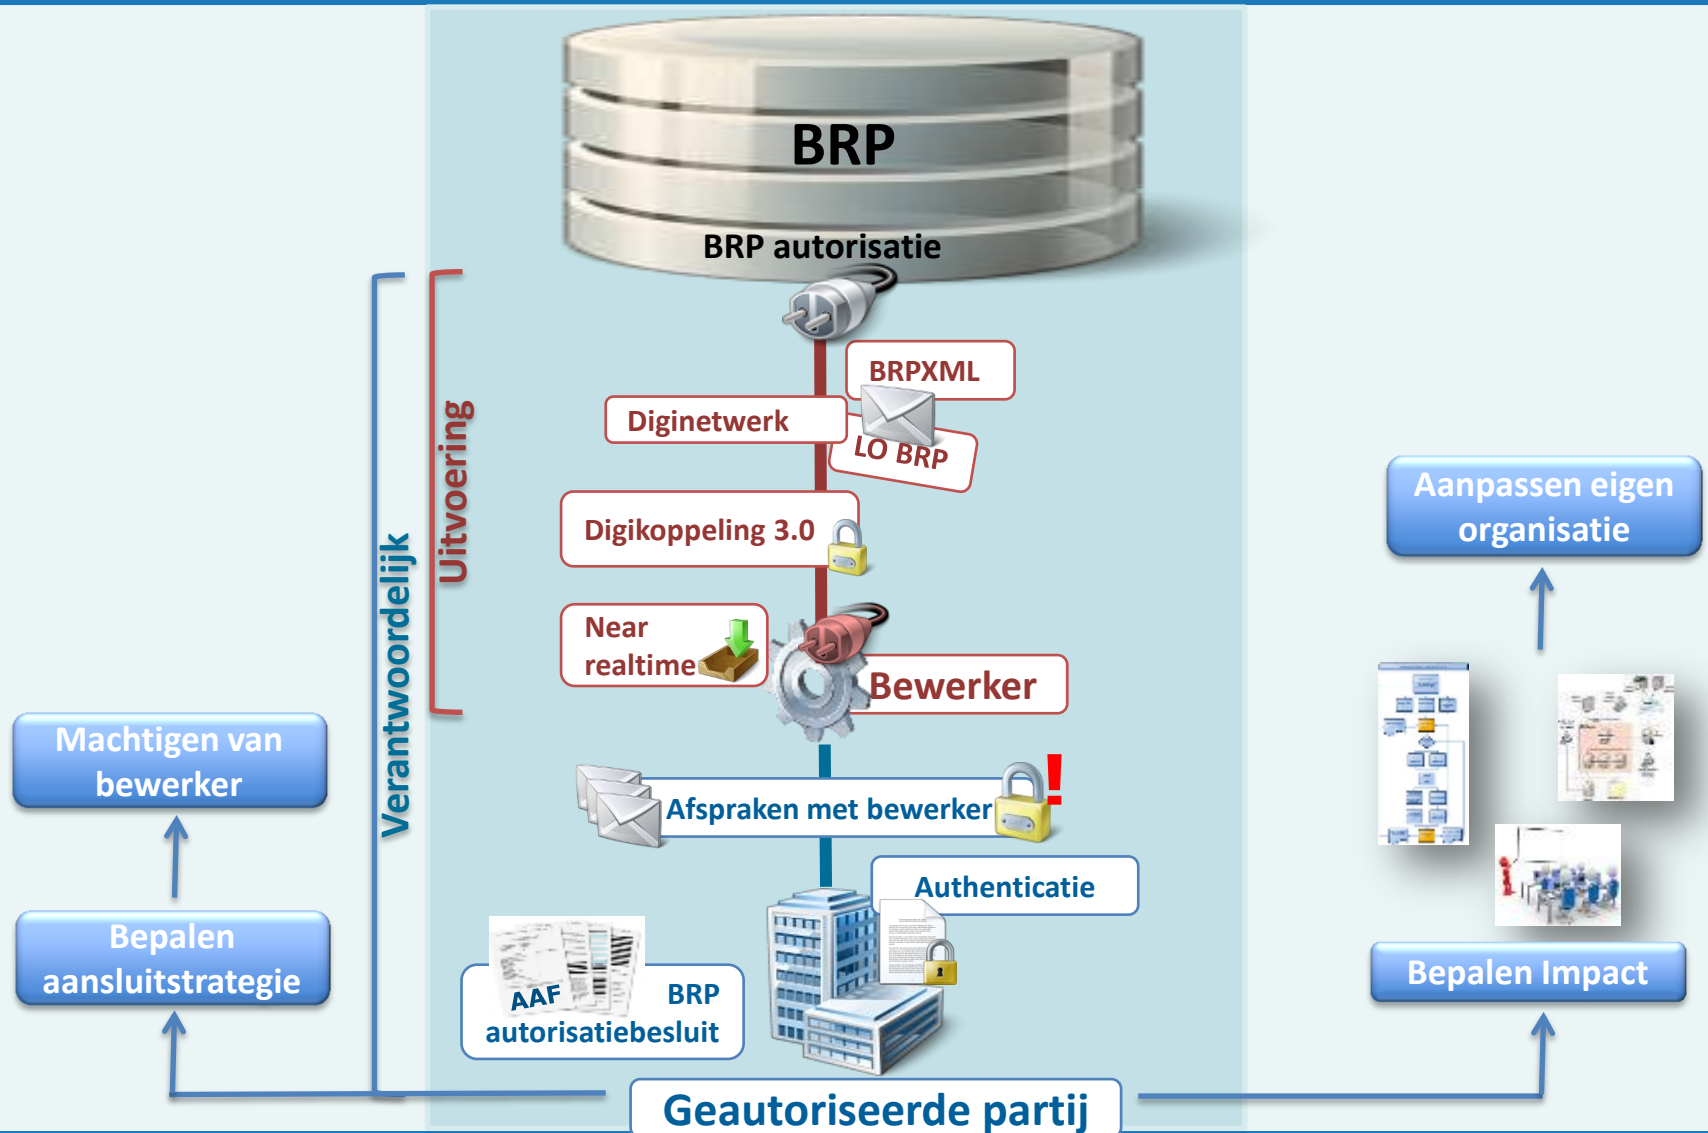 BRP
BRP autorisatie
BRPXML
Diginetwerk
LO BRP
Uitvoering
Verantwoordelijk
Digikoppeling 3.0
Near
realtime
Bewerker
Aanpassen eigen
organisatie
Machtigen van
bewerker
Afspraken met bewerker
!
Authenticatie
Bepalen
aansluitstrategie
AAF
BRP
autorisatiebesluit
Bepalen Impact
Geautoriseerde partij